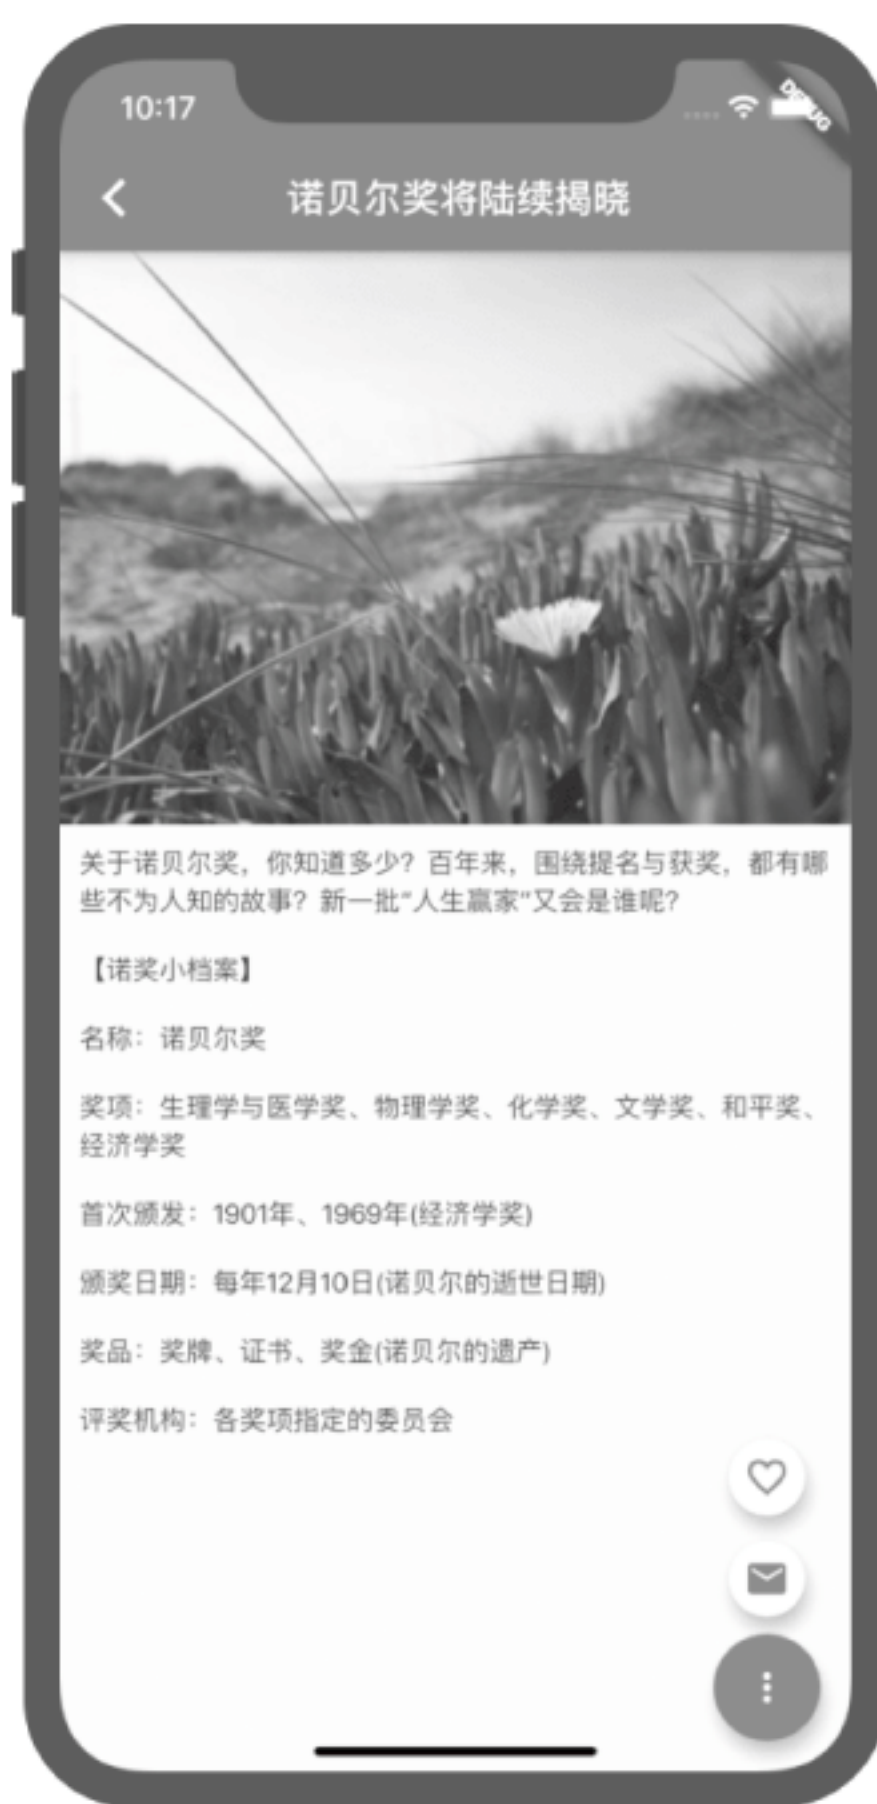 10:17
DEBUG
诺贝尔奖将陆续揭晓
关于诺贝尔奖，你知道多少？百年来，围绕提名与获奖，都有哪
些不为人知的故事？新一批“人生赢家”又会是谁呢？
【诺奖小档案】
名称：诺贝尔奖
奖项：生理学与医学奖、物理学奖、化学奖、文学奖、和平奖、
经济学奖
首次颁发：1901年、1969年(经济学奖)
颁奖日期：每年12月10日(诺贝尔的逝世日期)
奖品：奖牌、证书、奖金(诺贝尔的遗产)
评奖机构：各奖项指定的委员会